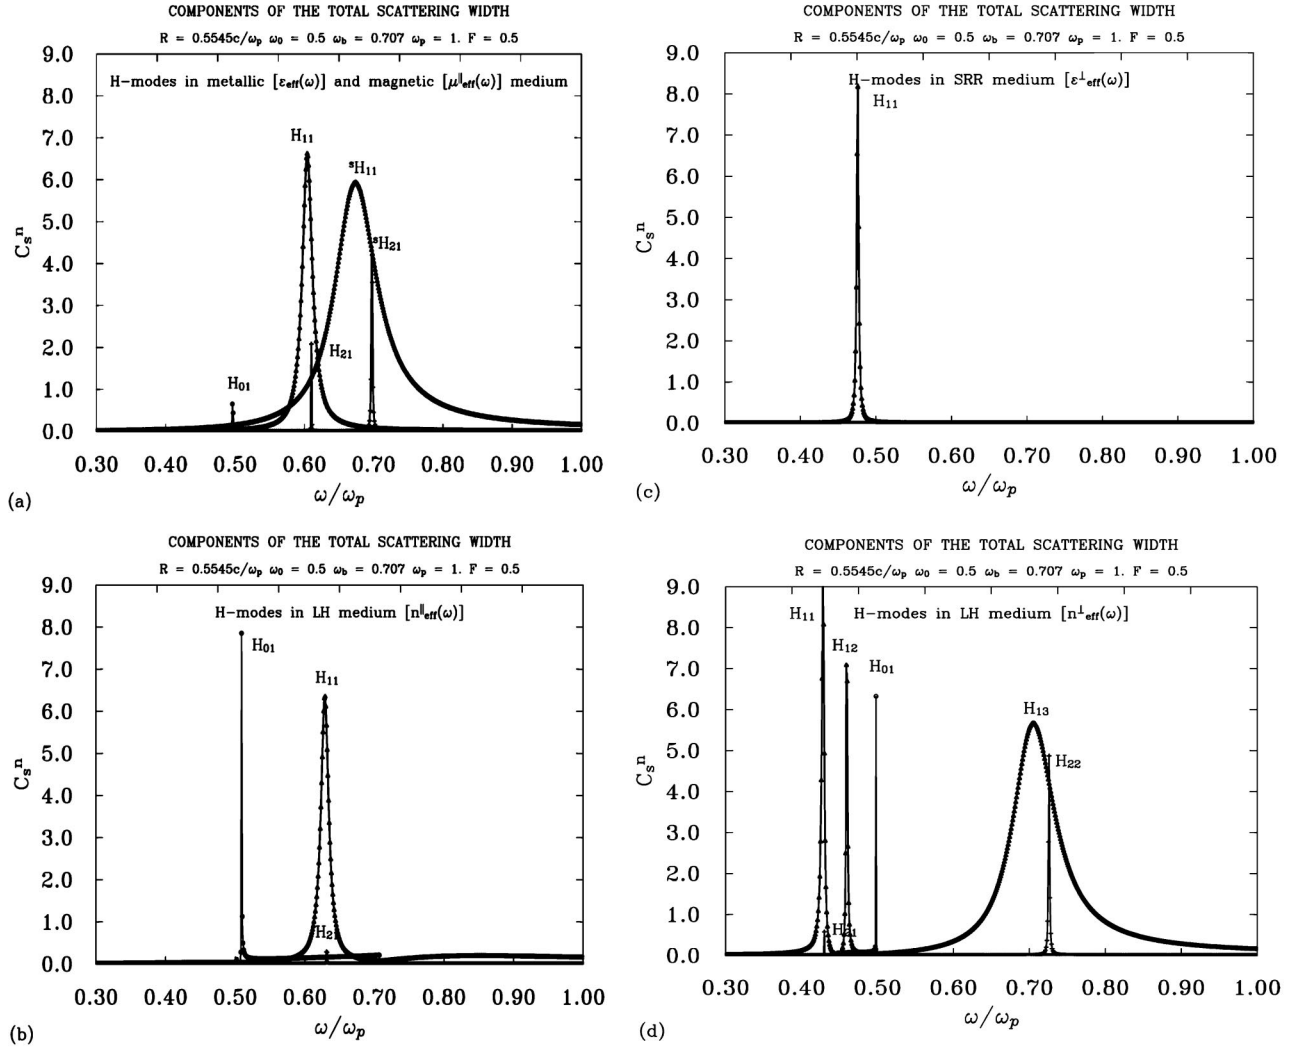 COMPONENTS OF THE TOTAL SCATTERING WIDTH
R = 0.5545c/ωp ω0 = 0.5 ωb = 0.707 ωp = 1. F = 0.5
9.0
H-modes in metallic [εeff(ω)] and magnetic [μ‖eff(ω)] medium
8.0
7.0
H11
sH11
6.0
5.0
sH21
Csn
4.0
3.0
2.0
H21
H01
1.0
0.0
0.30 0.40 0.50 0.60 0.70 0.80 0.90 1.00
ω/ωp
(a)
COMPONENTS OF THE TOTAL SCATTERING WIDTH
R = 0.5545c/ωp ω0 = 0.5 ωb = 0.707 ωp = 1. F = 0.5
9.0
H-modes in LH medium [n‖eff(ω)]
8.0
H01
7.0
H11
6.0
5.0
Csn
4.0
3.0
2.0
1.0
H21
0.0
0.30 0.40 0.50 0.60 0.70 0.80 0.90 1.00
ω/ωp
(b)
COMPONENTS OF THE TOTAL SCATTERING WIDTH
R = 0.5545c/ωp ω0 = 0.5 ωb = 0.707 ωp = 1. F = 0.5
9.0
H-modes in SRR medium [ε⊥eff(ω)]
8.0
H11
7.0
6.0
5.0
Csn
4.0
3.0
2.0
1.0
0.0
0.30 0.40 0.50 0.60 0.70 0.80 0.90 1.00
ω/ωp
(c)
COMPONENTS OF THE TOTAL SCATTERING WIDTH
R = 0.5545c/ωp ω0 = 0.5 ωb = 0.707 ωp = 1. F = 0.5
9.0
H11
H-modes in LH medium [n⊥eff(ω)]
8.0
H12
7.0
H01
6.0
H13
5.0
H22
Csn
4.0
3.0
2.0
1.0
H21
0.0
0.30 0.40 0.50 0.60 0.70 0.80 0.90 1.00
ω/ωp
(d)